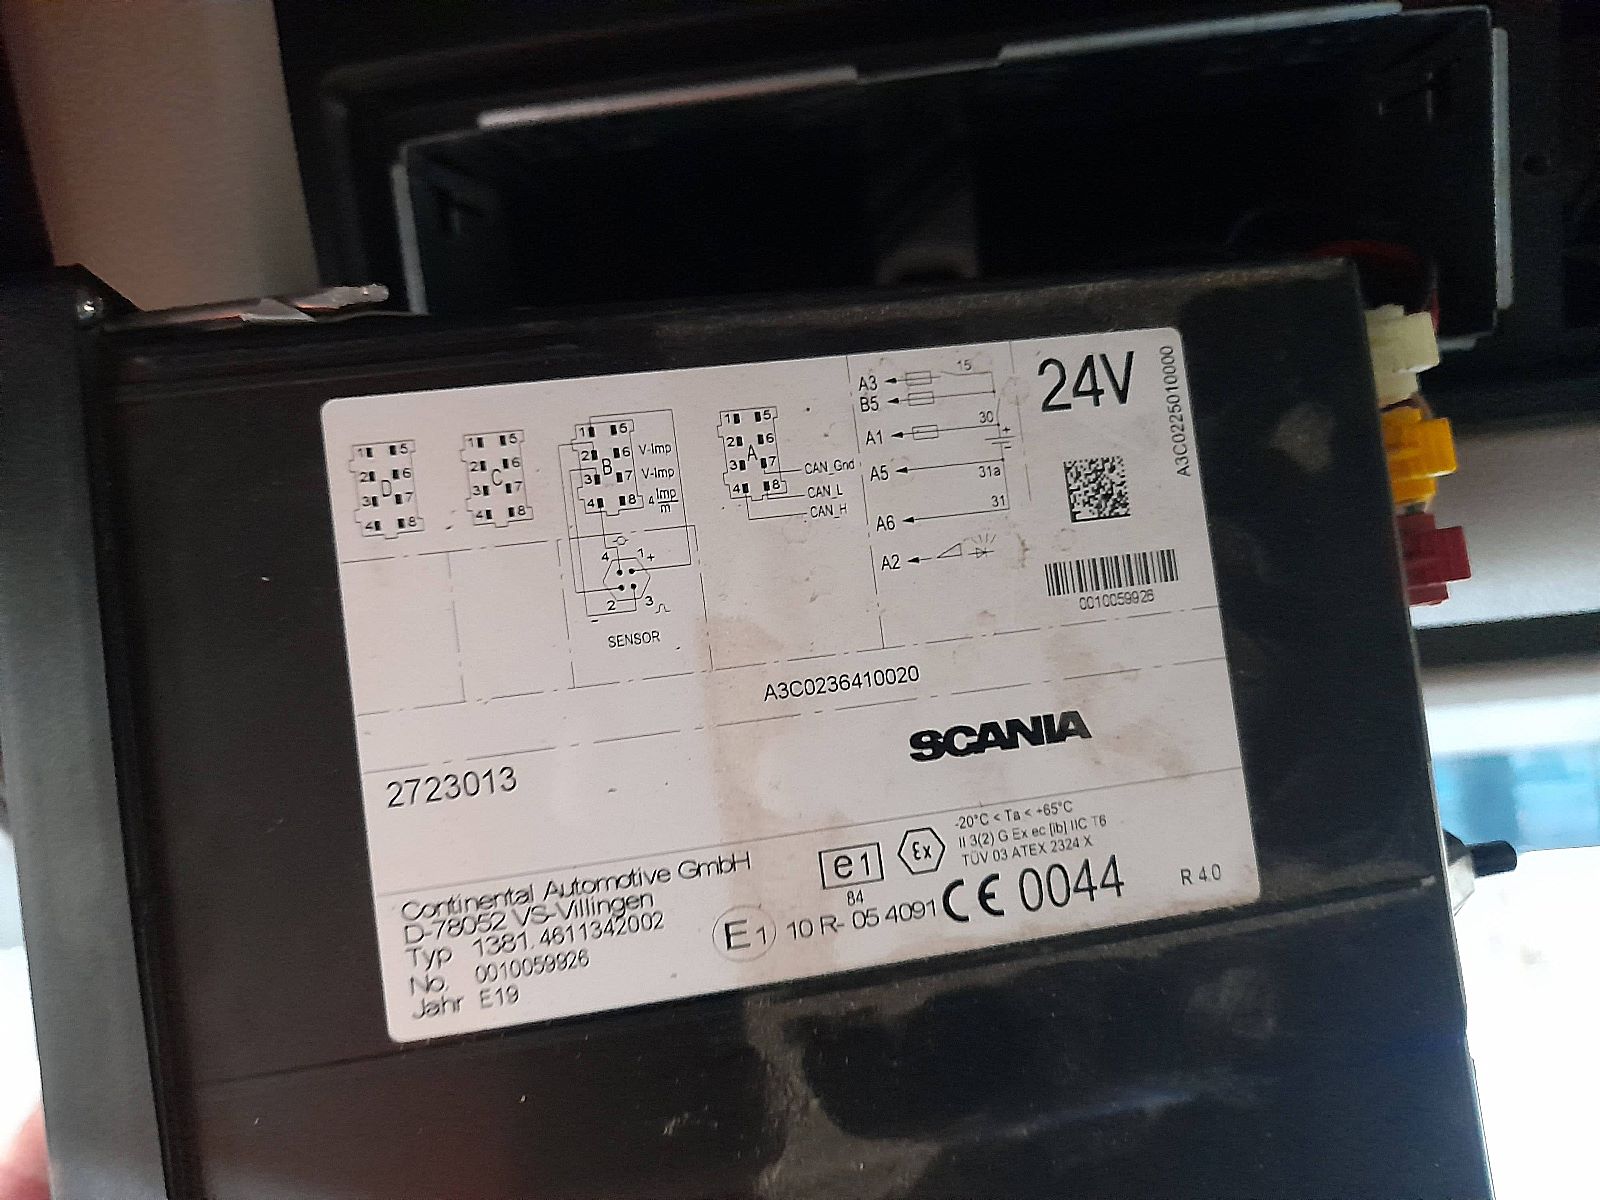 1 5
2 6
D
3 7
4 8
1 5
2 6
C
3 7
4 8
1 5
2 6 V-Imp
B
3 7 V-Imp
4 8 4 Imp
m
4 1 +
2 3
-
SENSOR
1 5
2 6
A
3 7 CAN_Gnd
4 8 CAN_L
CAN_H
A3 15
B5
30
A1
+
A5 31a
31
A6
A2
24V
A3C0225010000
0010059926
A3C0236410020
SCANIA
2723013
Continental Automotive GmbH
D-78052 VS-Villingen
Typ 1381.4611342002
No. 0010059926
Jahr E19
e1
84
Ex
-20°C < Ta < +65°C
II 3(2) G Ex ec [ib] IIC T6
TÜV 03 ATEX 2324 X
E1 10 R- 05 4091 CE 0044
R 4.0